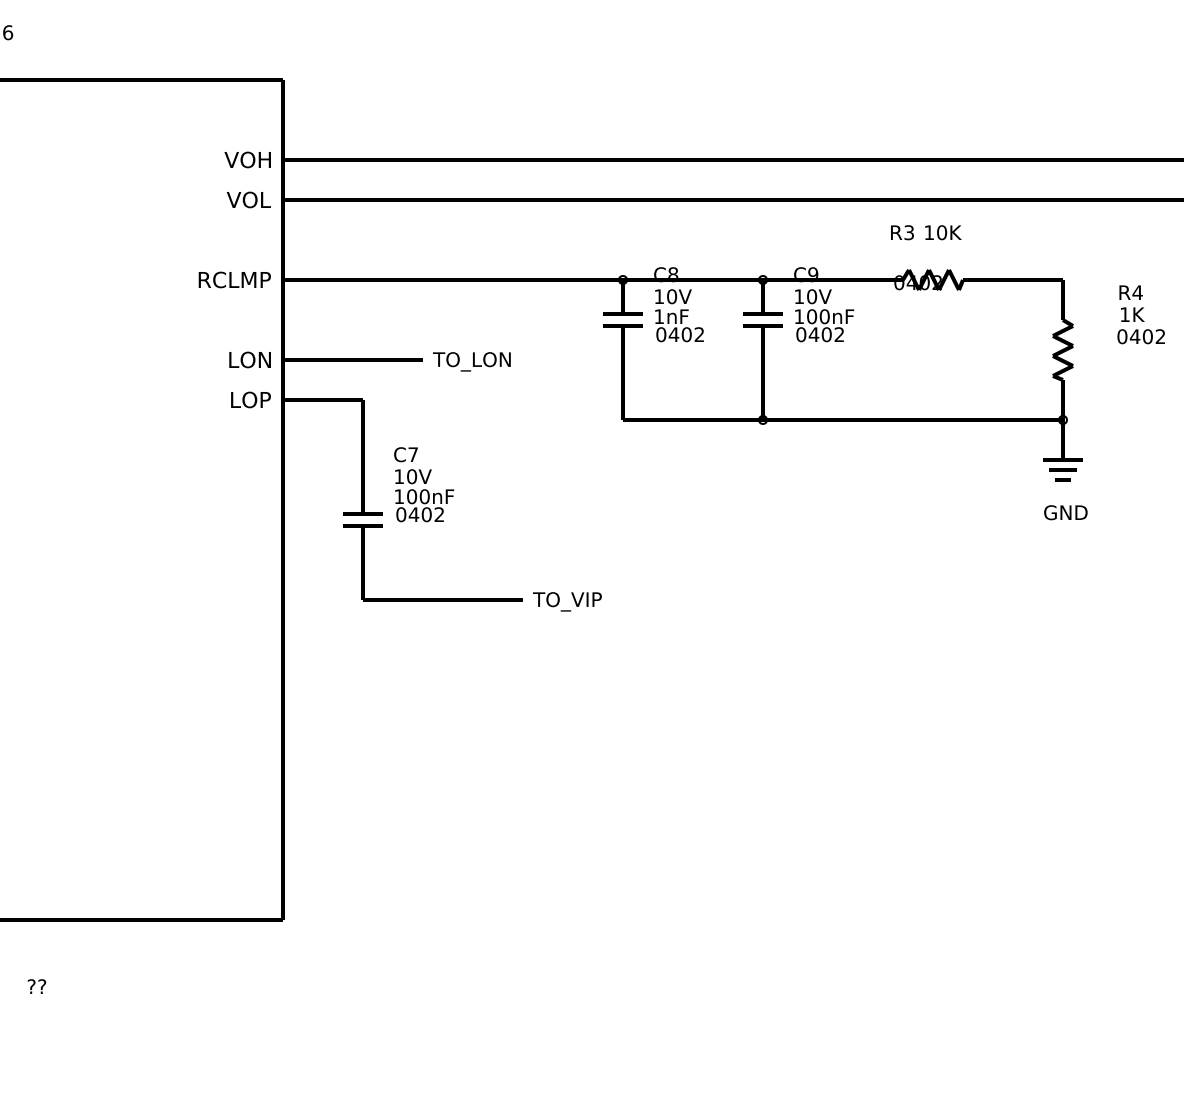 6
VOH
VOL
R3 10K
RCLMP
0402
C8
10V
1nF
0402
C9
10V
100nF
0402
R4
1K
0402
LON
TO_LON
LOP
C7
10V
100nF
0402
GND
TO_VIP
??